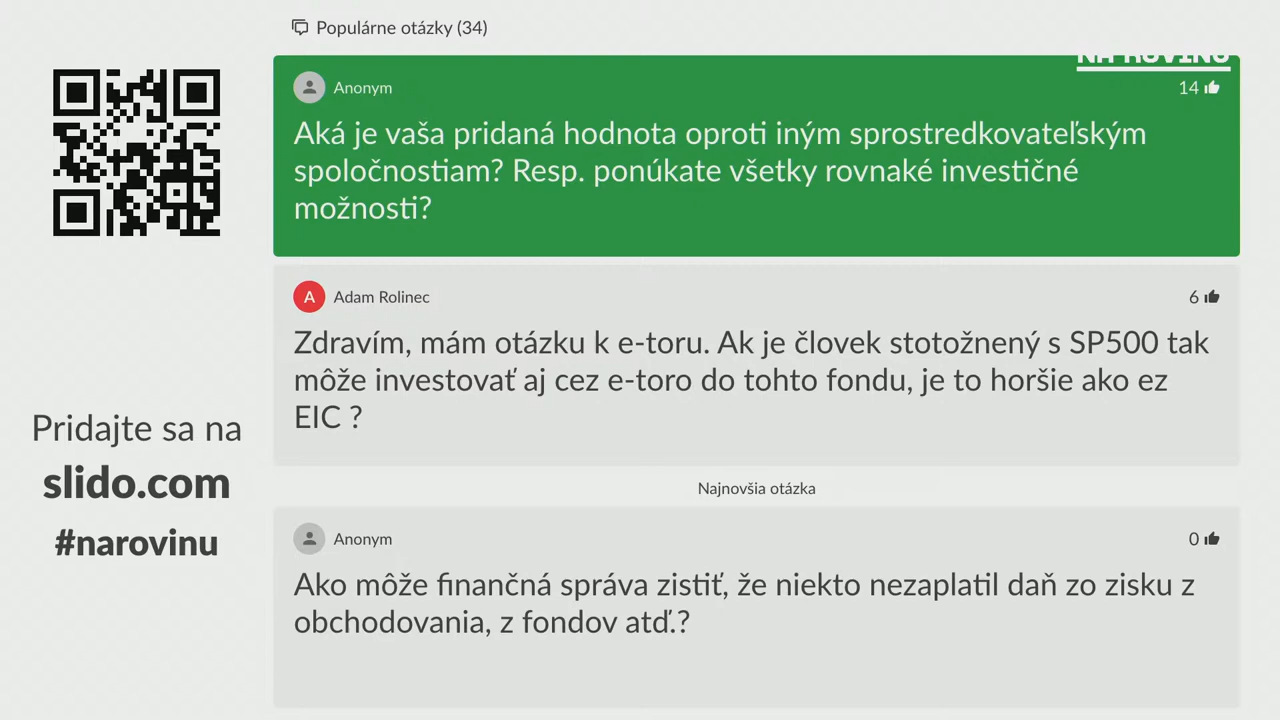 Populárne otázky (34)
NA ROVINU
Anonym
14
Aká je vaša pridaná hodnota oproti iným sprostredkovateľským
spoločnostiam? Resp. ponúkate všetky rovnaké investičné
možnosti?
A
Adam Rolinec
6
Zdravím, mám otázku k e-toru. Ak je človek stotožnený s SP500 tak
môže investovať aj cez e-toro do tohto fondu, je to horšie ako ez
EIC ?
Pridajte sa na
slido.com
#narovinu
Najnovšia otázka
Anonym
0
Ako môže finančná správa zistiť, že niekto nezaplatil daň zo zisku z
obchodovania, z fondov atď.?